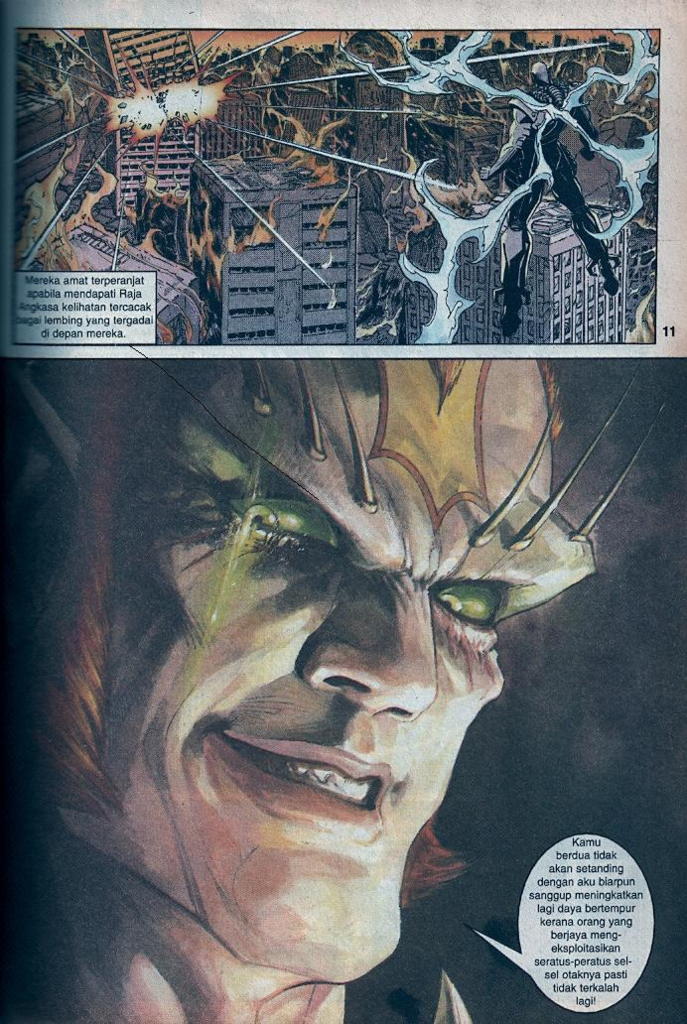 Mereka amat terperanjat
apabila mendapati Raja
Angkasa kelihatan tercacak
bagai lembing yang tergadai
di depan mereka.
11
Kamu
berdua tidak
akan setanding
dengan aku biarpun
sanggup meningkatkan
lagi daya bertempur
kerana orang yang
berjaya meng-
eksploitasikan
seratus-peratus sel-
sel otaknya pasti
tidak terkalah
lagi!